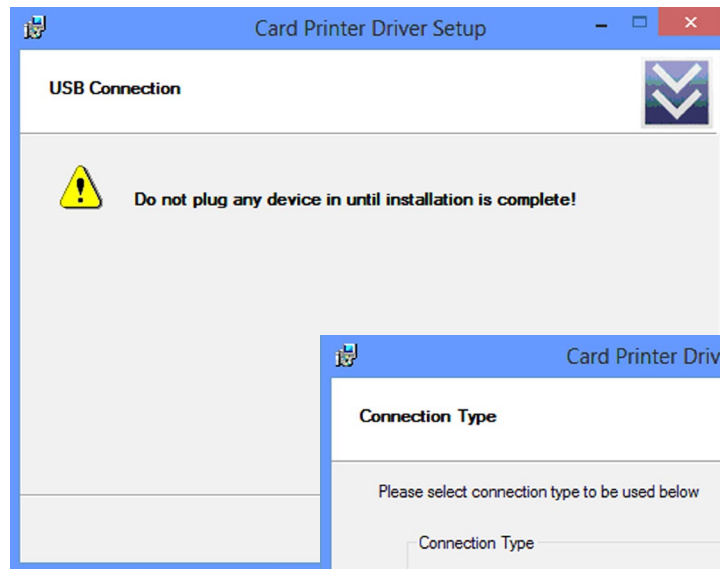 Card Printer Driver Setup
USB Connection
Do not plug any device in until installation is complete!
Card Printer Driv
Connection Type
Please select connection type to be used below
Connection Type